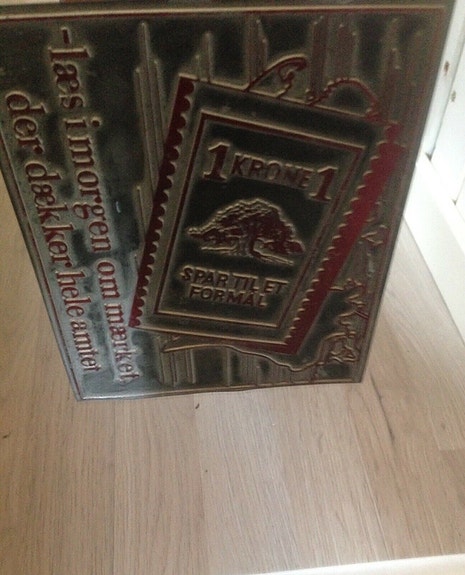 1 KRONE 1
SPAR TIL ET
FORMÅL
-læs i morgen om mærket,
der dækker hele amtet